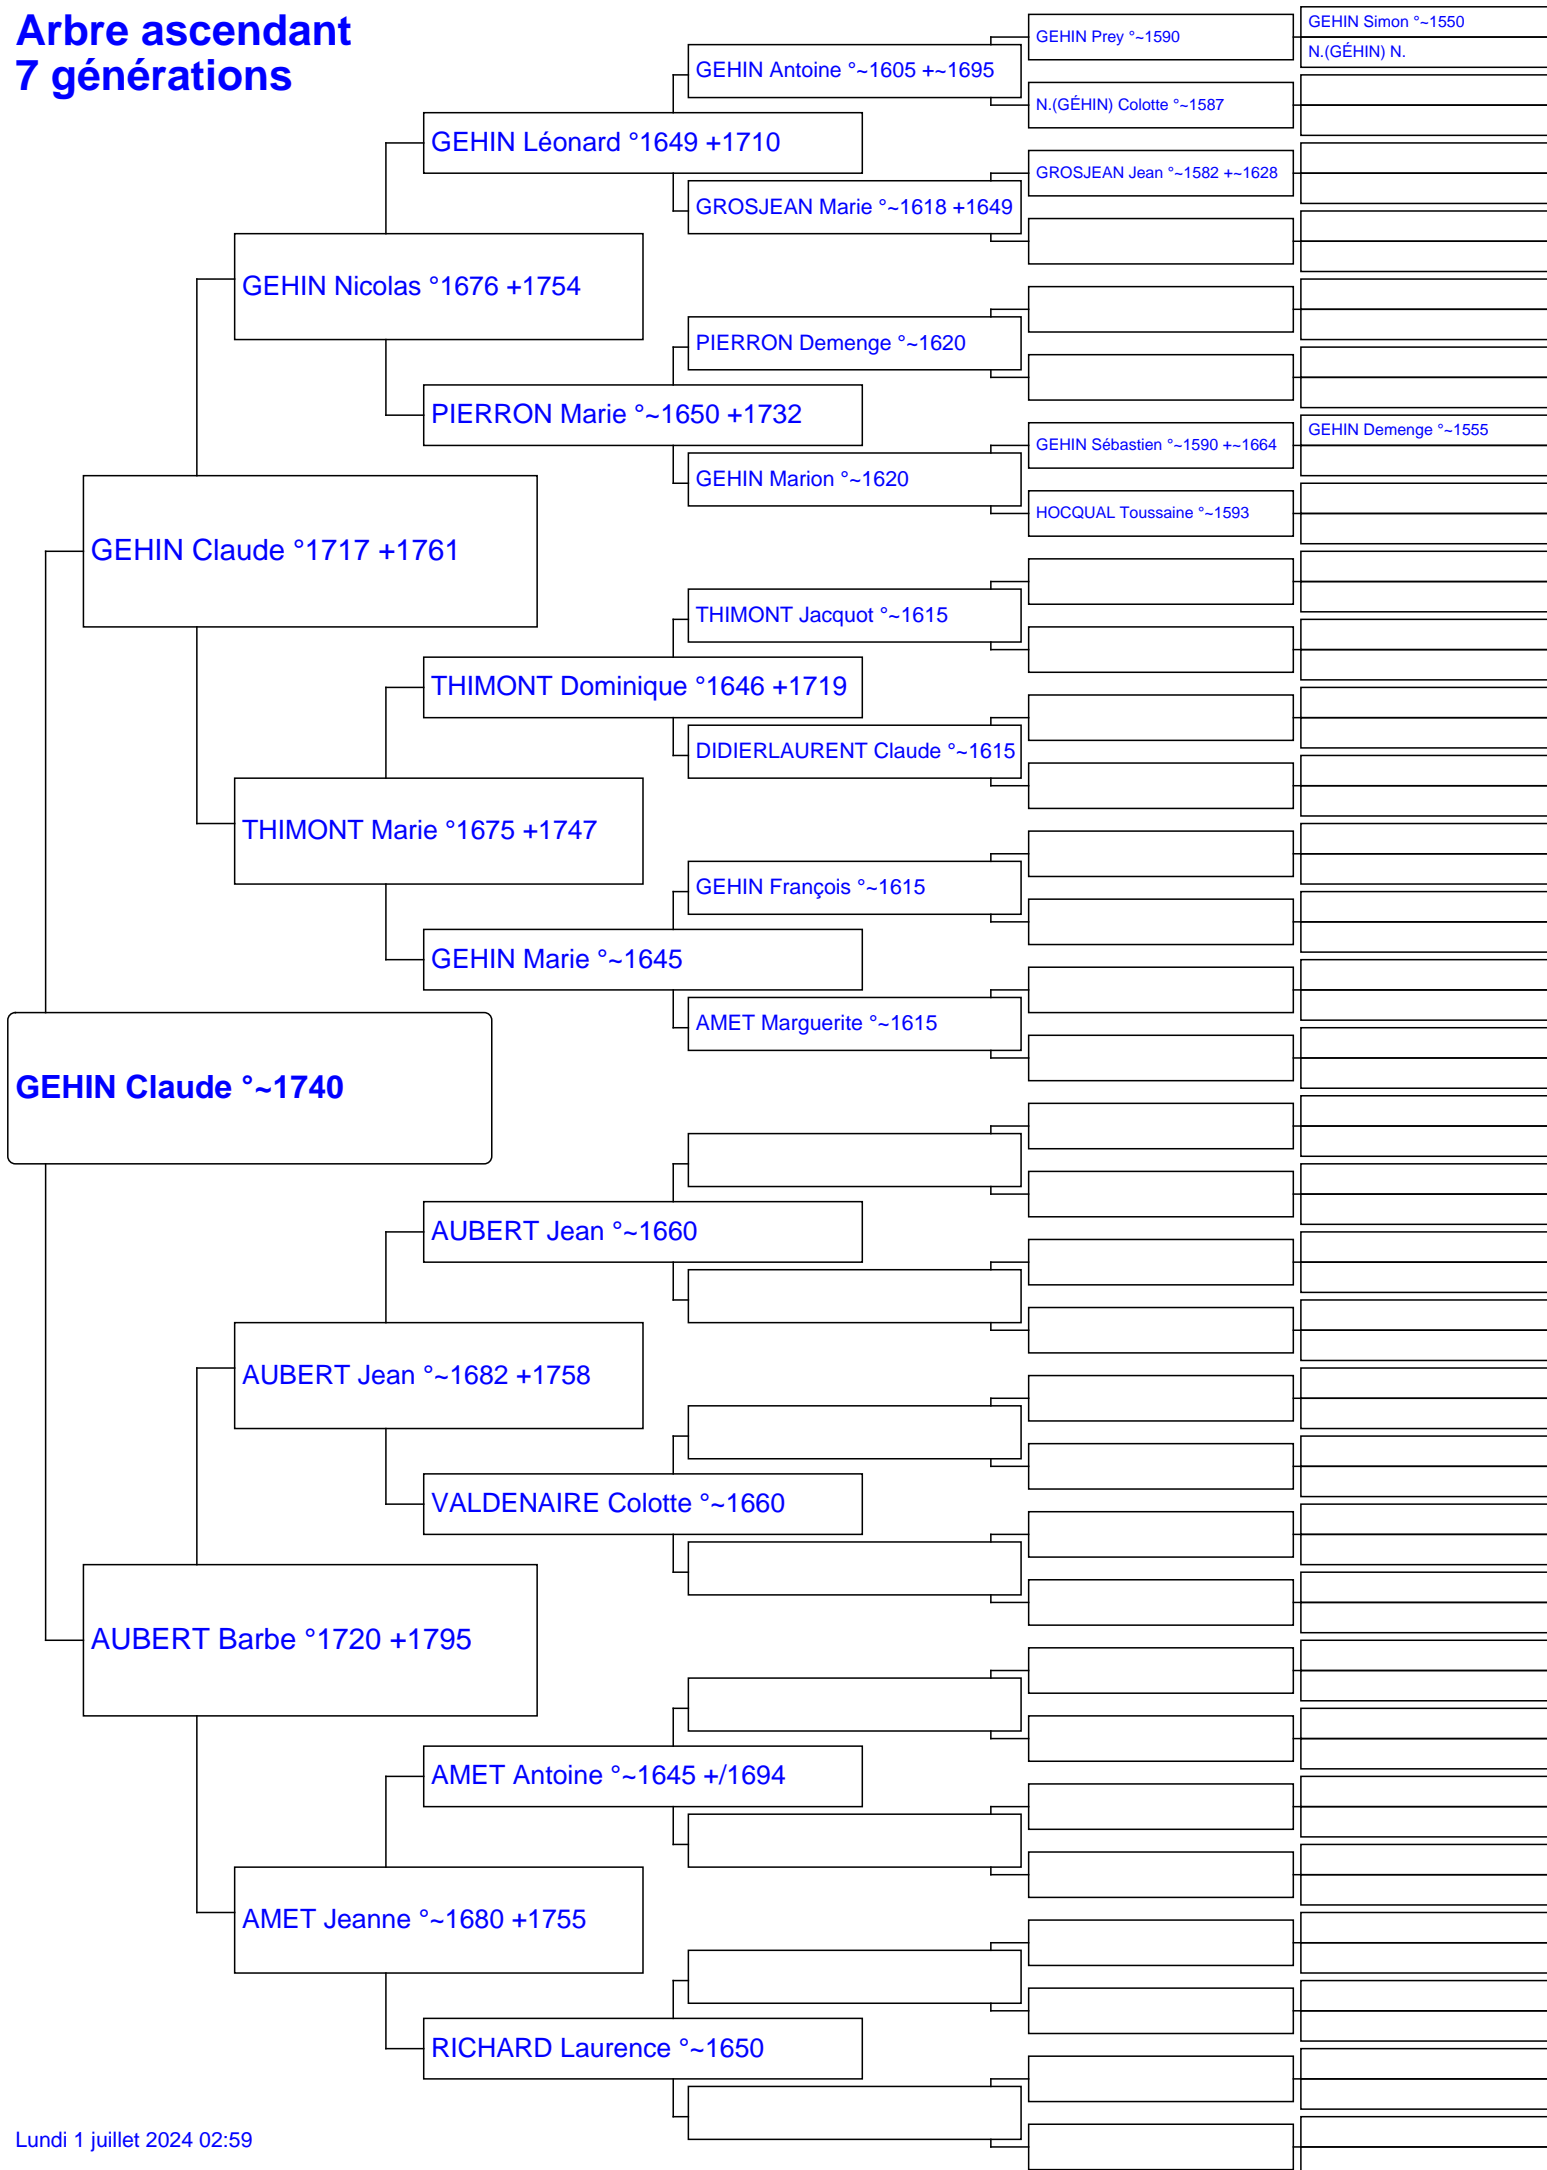 Arbre ascendant
7 générations
GEHIN Claude °~1740
GEHIN Claude °1717 +1761
AUBERT Barbe °1720 +1795
GEHIN Nicolas °1676 +1754
THIMONT Marie °1675 +1747
AUBERT Jean °~1682 +1758
AMET Jeanne °~1680 +1755
GEHIN Léonard °1649 +1710
PIERRON Marie °~1650 +1732
THIMONT Dominique °1646 +1719
GEHIN Marie °~1645
AUBERT Jean °~1660
VALDENAIRE Colotte °~1660
AMET Antoine °~1645 +/1694
RICHARD Laurence °~1650
GEHIN Antoine °~1605 +~1695
GROSJEAN Marie °~1618 +1649
PIERRON Demenge °~1620
GEHIN Marion °~1620
THIMONT Jacquot °~1615
DIDIERLAURENT Claude °~1615
GEHIN François °~1615
AMET Marguerite °~1615
GEHIN Prey °~1590
N.(GÉHIN) Colotte °~1587
GROSJEAN Jean °~1582 +~1628
GEHIN Sébastien °~1590 +~1664
HOCQUAL Toussaine °~1593
GEHIN Simon °~1550
N.(GÉHIN) N.
GEHIN Demenge °~1555
Lundi 1 juillet 2024 02:59